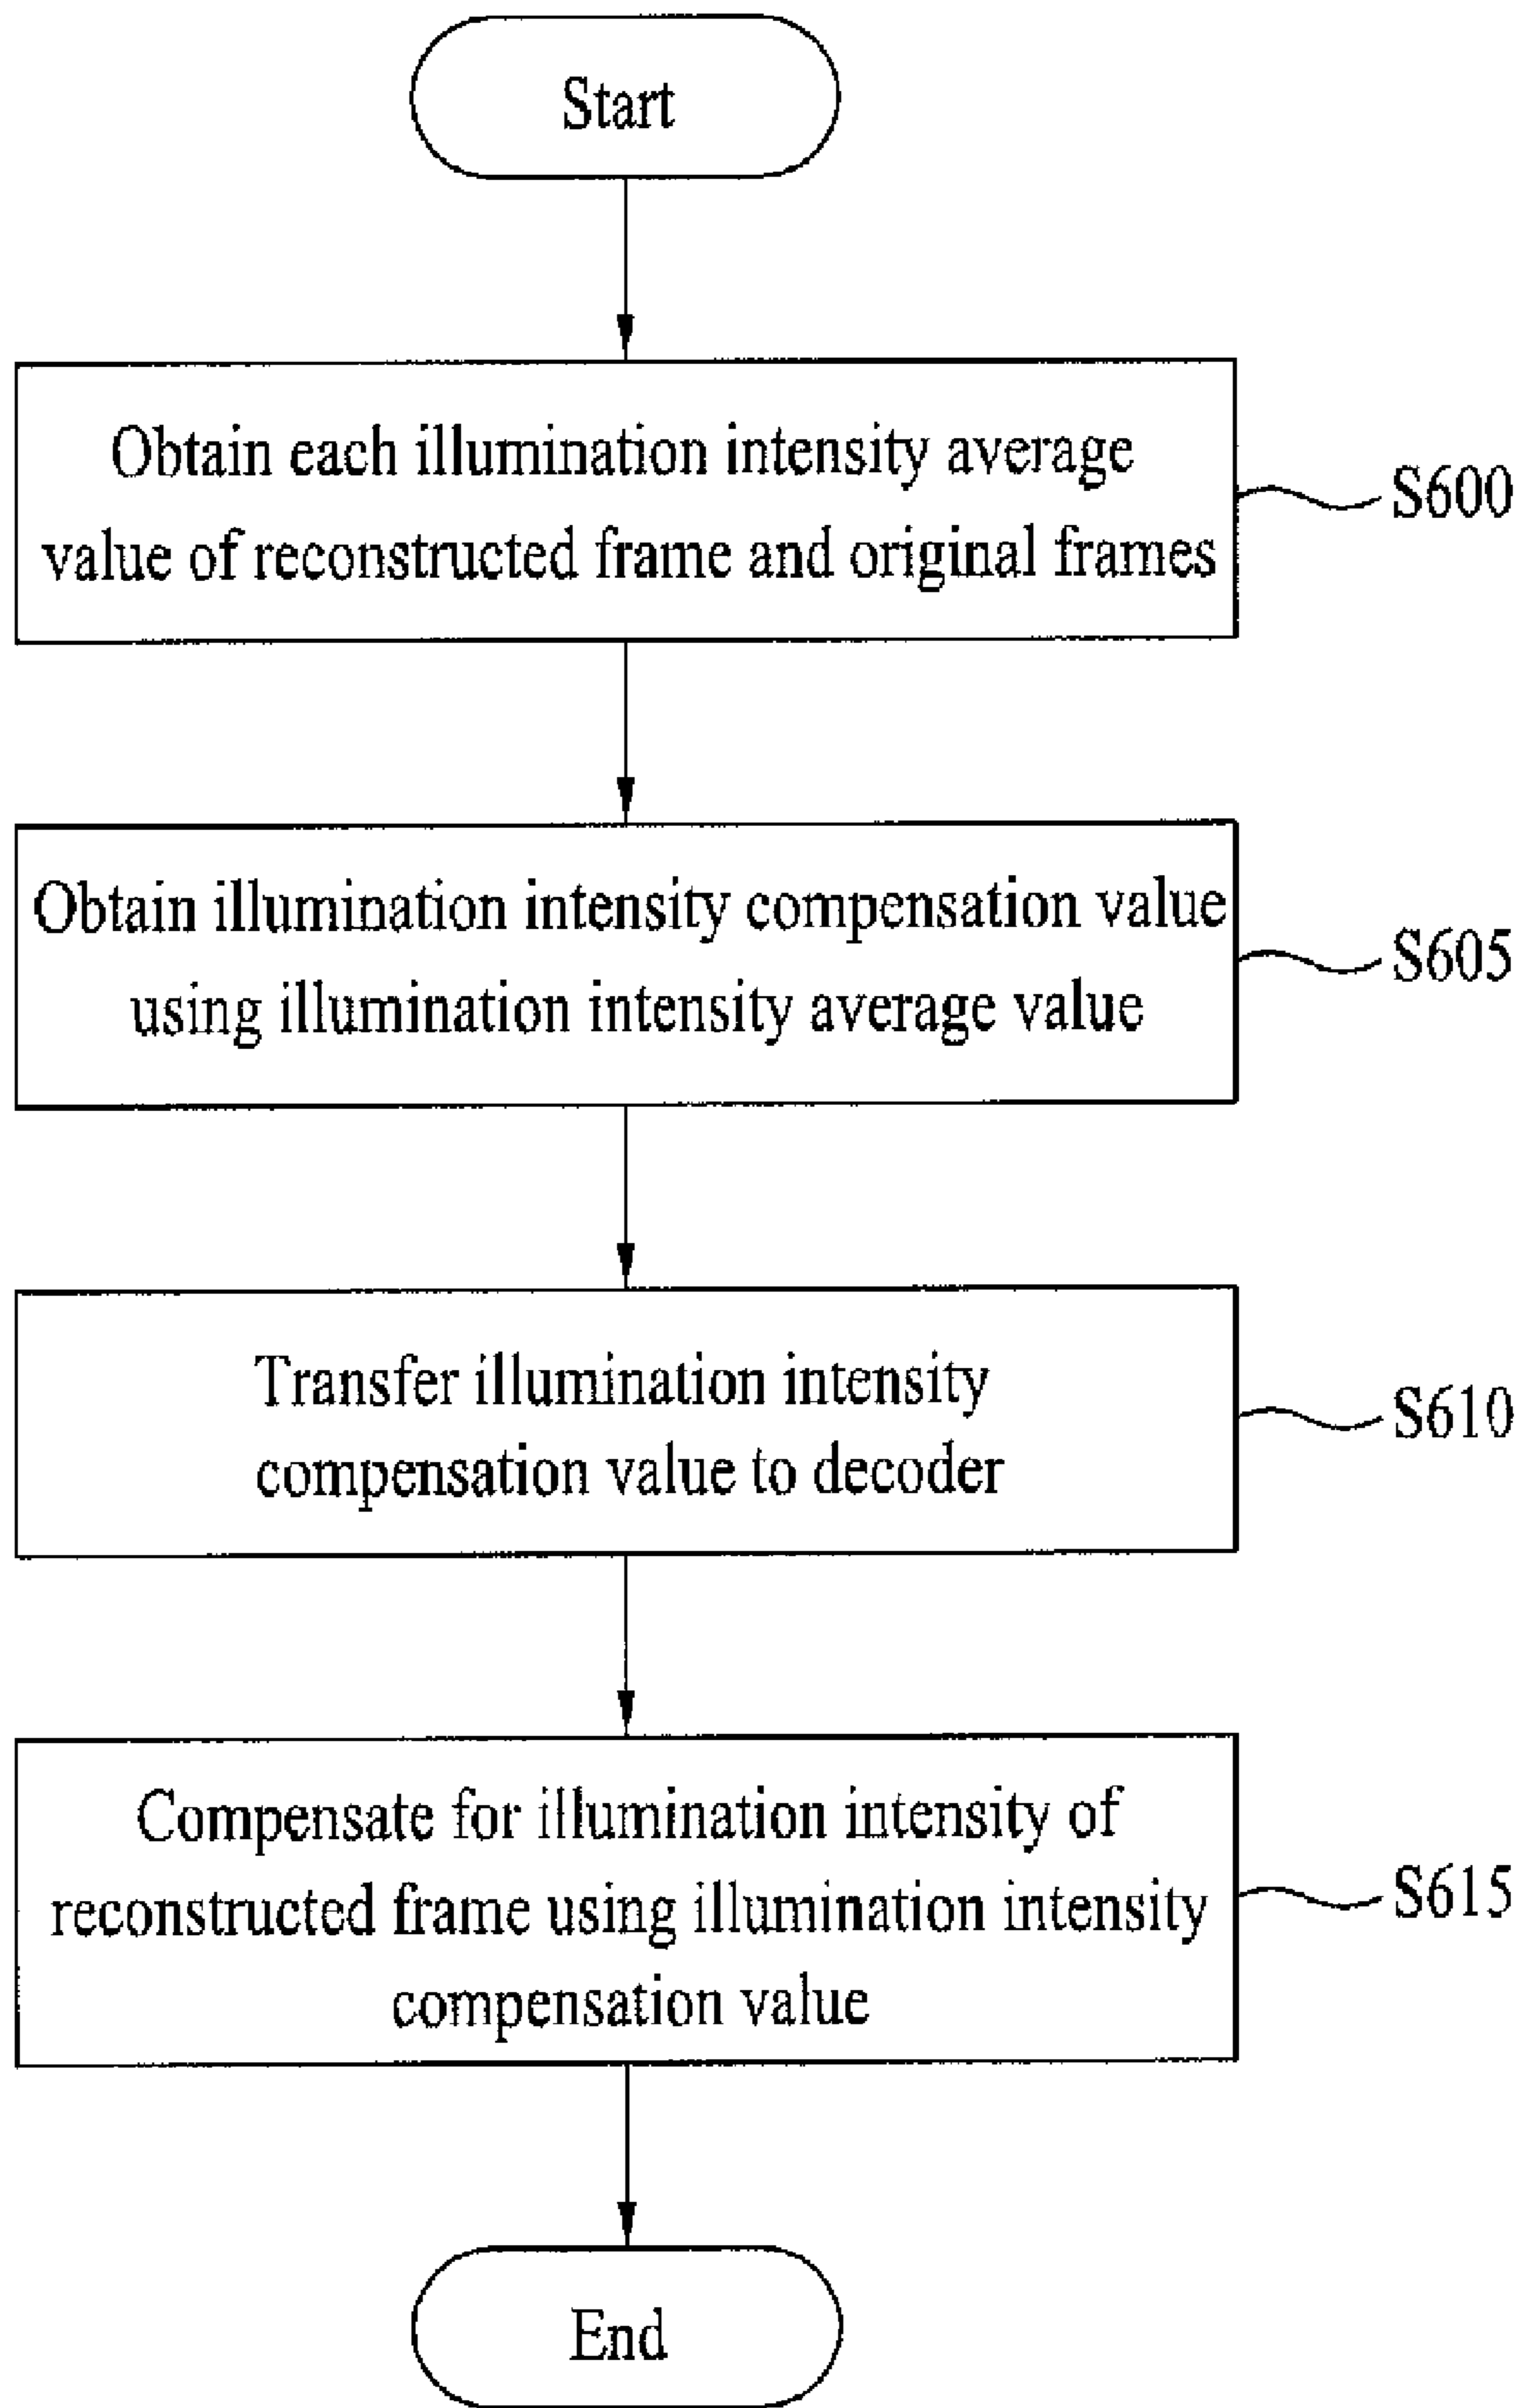 Start
Obtain each illumination intensity average
value of reconstructed frame and original frames
S600
Obtain illumination intensity compensation value
using illumination intensity average value
S605
Transfer illumination intensity
compensation value to decoder
S610
Compensate for illumination intensity of
reconstructed frame using illumination intensity
compensation value
S615
End